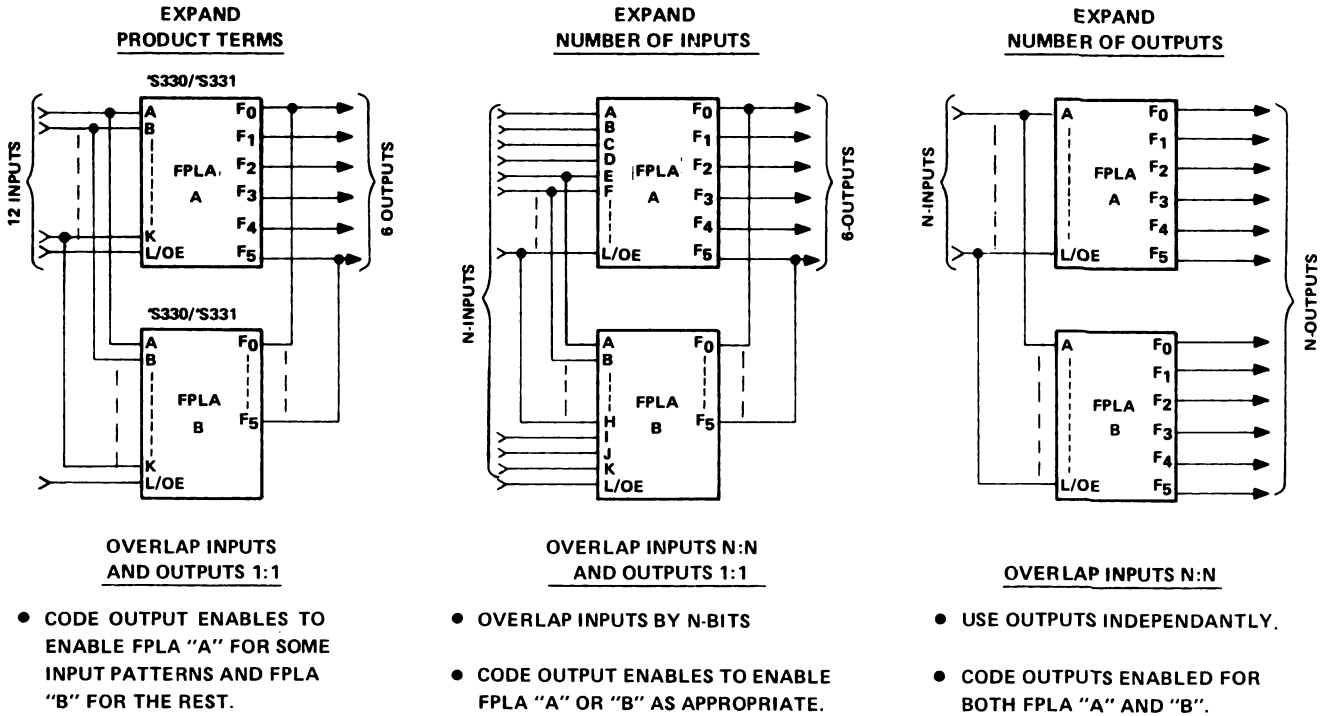 EXPAND
PRODUCT TERMS
'S330/'S331
12 INPUTS
A
B
K
L/OE
FPLA
A
F0
F1
F2
F3
F4
F5
6 OUTPUTS
'S330/'S331
A
B
K
L/OE
FPLA
B
F0
F5
OVERLAP INPUTS
AND OUTPUTS 1:1
● CODE OUTPUT ENABLES TO
ENABLE FPLA "A" FOR SOME
INPUT PATTERNS AND FPLA
"B" FOR THE REST.
EXPAND
NUMBER OF INPUTS
N-INPUTS
A
B
C
D
E
F
L/OE
FPLA
A
F0
F1
F2
F3
F4
F5
6-OUTPUTS
A
B
H
I
J
K
L/OE
FPLA
B
F0
F5
OVERLAP INPUTS N:N
AND OUTPUTS 1:1
● OVERLAP INPUTS BY N-BITS
● CODE OUTPUT ENABLES TO ENABLE
FPLA "A" OR "B" AS APPROPRIATE.
EXPAND
NUMBER OF OUTPUTS
N-INPUTS
A
L/OE
FPLA
A
F0
F1
F2
F3
F4
F5
N-OUTPUTS
A
L/OE
FPLA
B
F0
F1
F2
F3
F4
F5
OVERLAP INPUTS N:N
● USE OUTPUTS INDEPENDANTLY.
● CODE OUTPUTS ENABLED FOR
BOTH FPLA "A" AND "B".